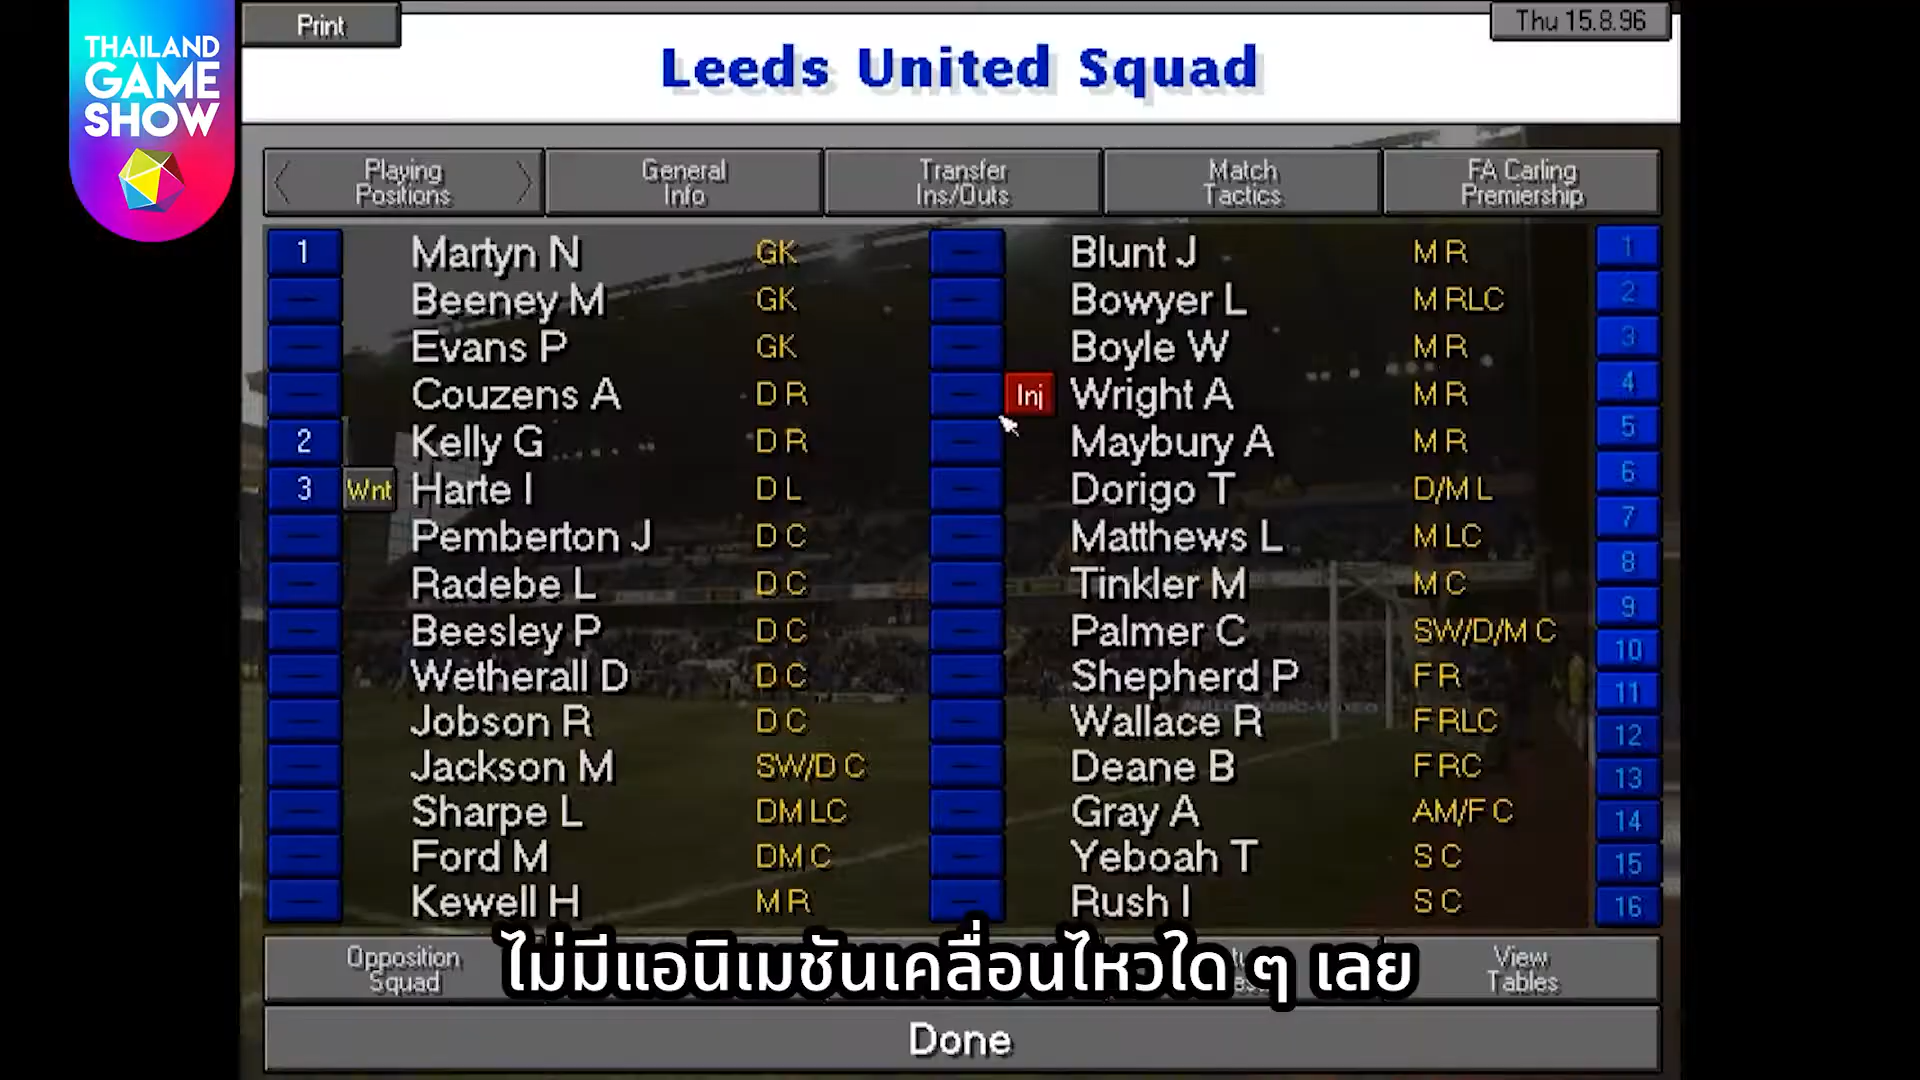 THAILAND
GAME
SHOW
Print
Thu 15.8.96
Leeds United Squad
Playing Positions
General Info
Transfer Ins/Outs
Match Tactics
FA Carling Premiership
1 Martyn N GK
Beeney M GK
Evans P GK
Couzens A D R
2 Kelly G D R
3 Wnt Harte I D L
Pemberton J D C
Radebe L D C
Beesley P D C
Wetherall D D C
Jobson R D C
Jackson M SW/D C
Sharpe L DM LC
Ford M DM C
Kewell H M R
Blunt J M R 1
Bowyer L M RLC 2
Boyle W M R 3
Inj Wright A M R 4
Maybury A M R 5
Dorigo T D/M L 6
Matthews L M LC 7
Tinkler M M C 8
Palmer C SW/D/M C 9
Shepherd P F R 10
Wallace R F RLC 11
Deane B F RC 12
Gray A AM/F C 13
Yeboah T S C 14
Rush I S C 15
16
Opposition Squad
View Tables
ไม่มีแอนิเมชันเคลื่อนไหวใด ๆ เลย
Done